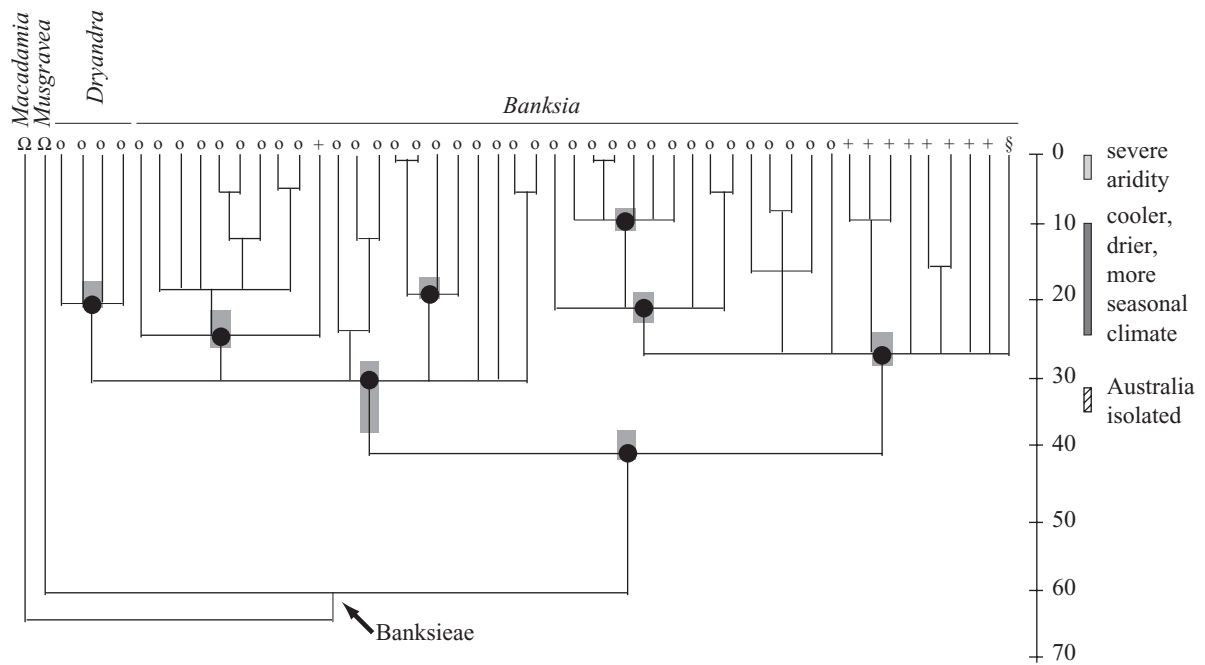 Macadamia
Musgravea
Dryandra
Banksia
Ω Ω o o o o o o o o o o o o o + o o o o o o o o o o o o o o o o o o o o o o o o o o + + + + + + + + §
0
10
20
30
40
50
60
70
severe
aridity
cooler,
drier,
more
seasonal
climate
Australia
isolated
Banksieae